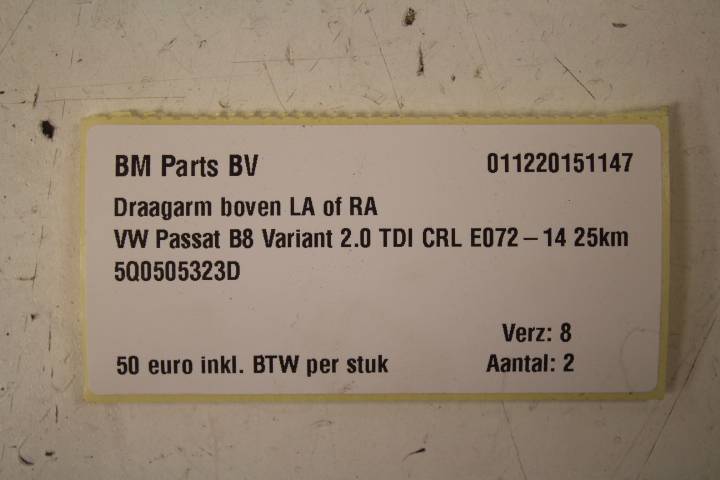 BM Parts BV 011220151147
Draagarm boven LA of RA
VW Passat B8 Variant 2.0 TDI CRL E072 – 14 25km
5Q0505323D
Verz: 8
50 euro inkl. BTW per stuk Aantal: 2